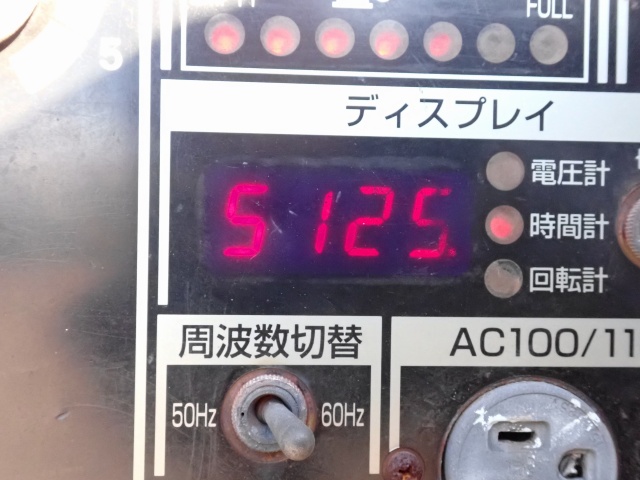 FULL
5
ディスプレイ
5125.
電圧計
時間計
回転計
周波数切替
AC100/11
50Hz
60Hz